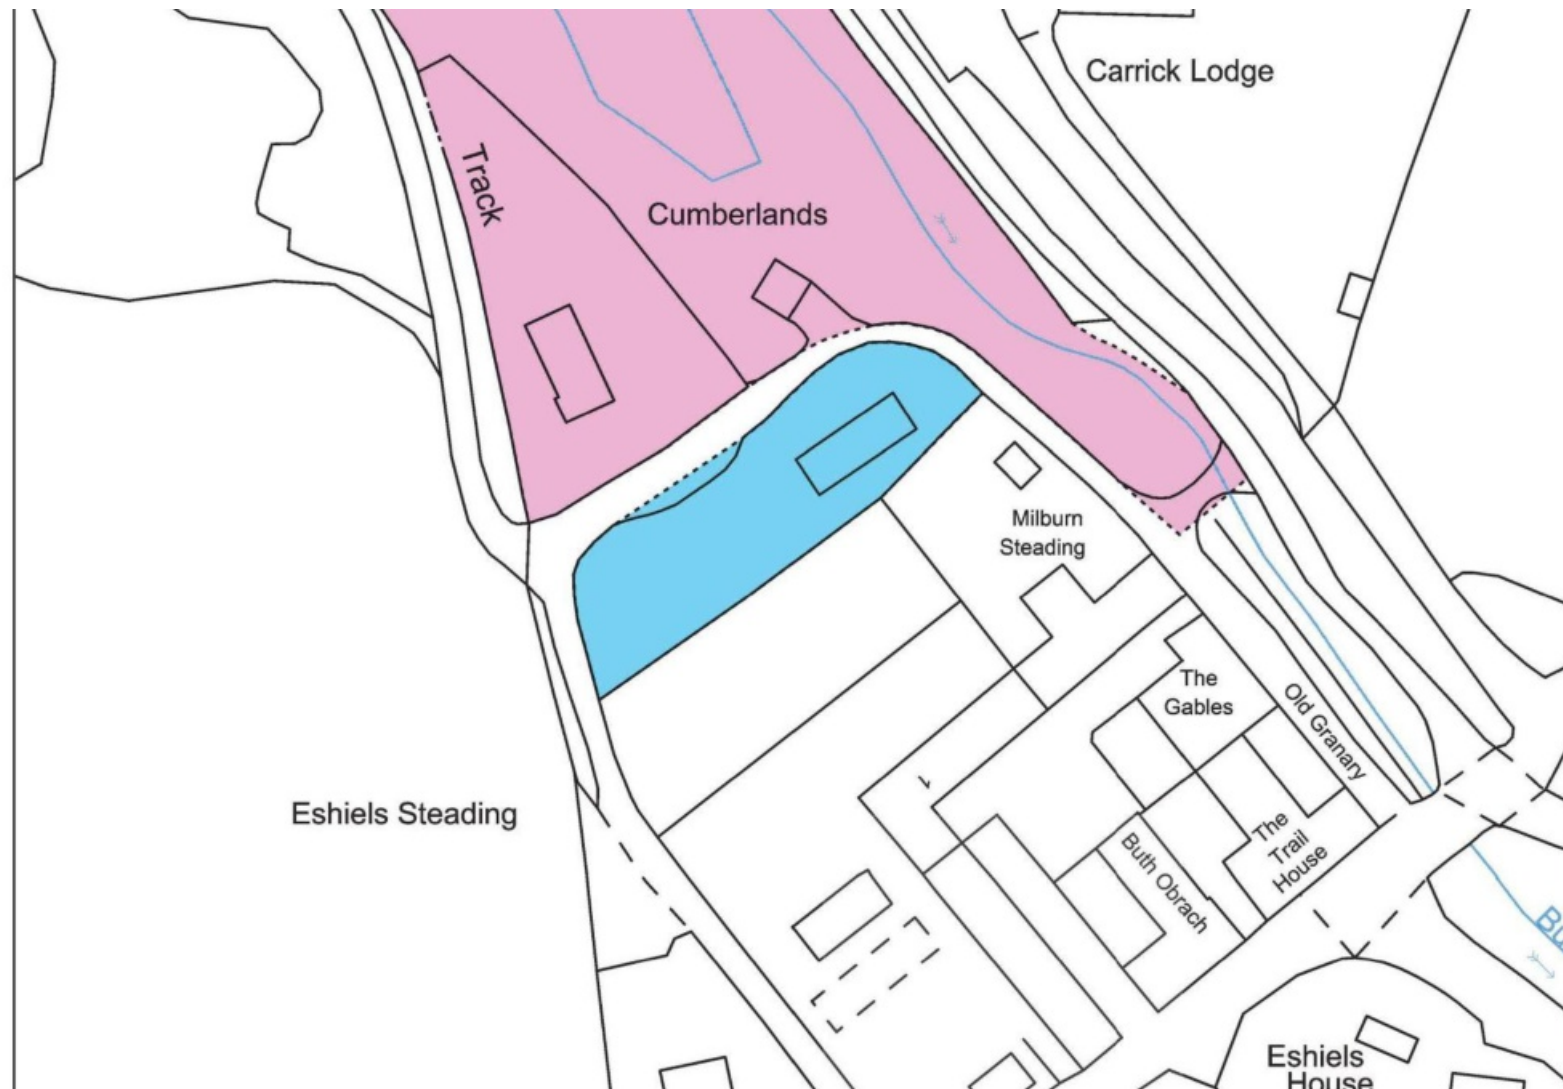 Carrick Lodge
Track
Cumberlands
Milburn
Steading
The
Gables
Old Granary
Eshiels Steading
The
Trail
House
Buth Obrach
Eshiels
House